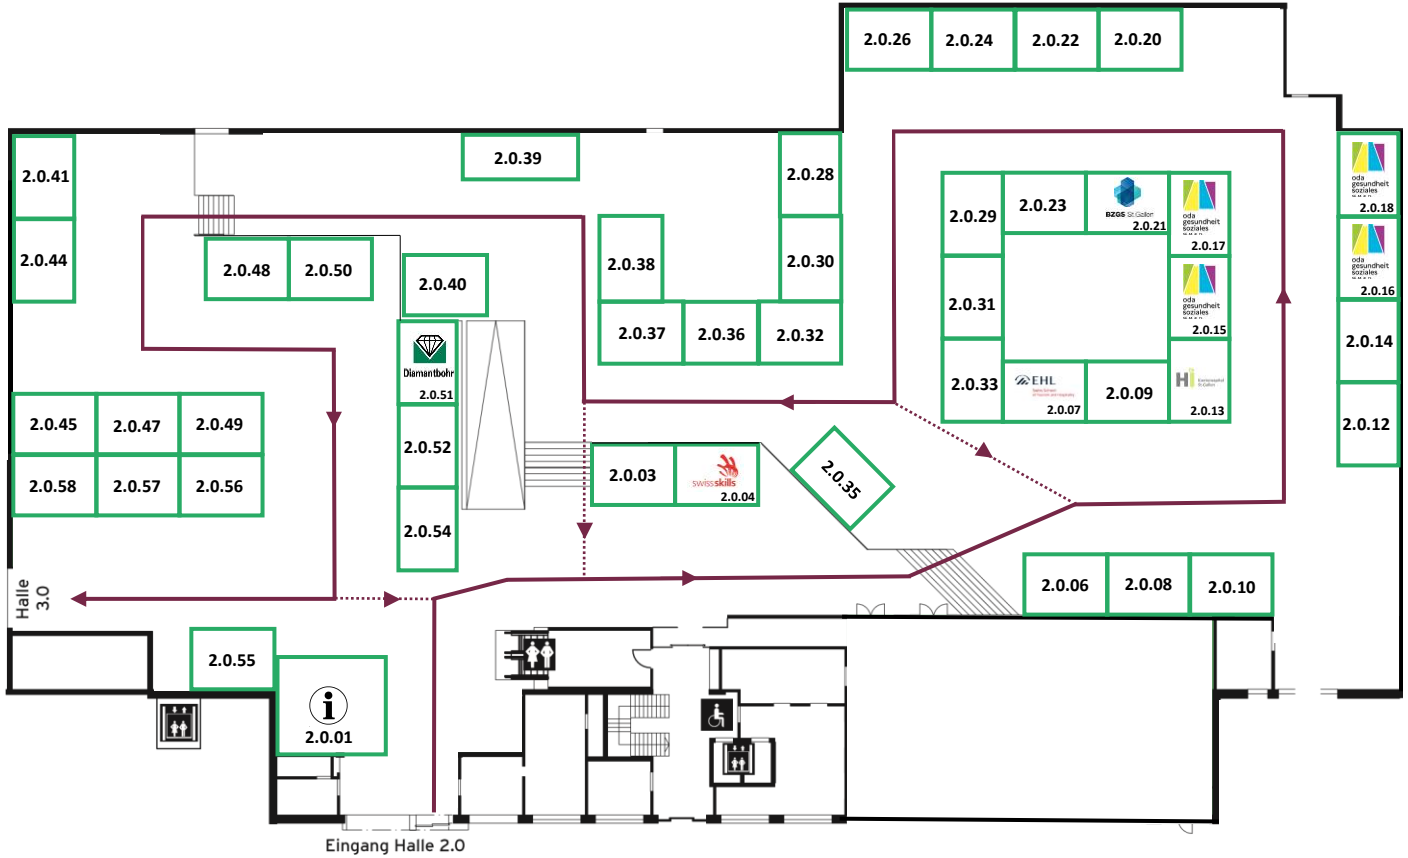 2.0.26 2.0.24 2.0.22 2.0.20
2.0.41
2.0.39
2.0.28
oda
gesundheit
soziales
2.0.18
2.0.29
2.0.23
BZGS St.Gallen
2.0.21
oda
gesundheit
soziales
2.0.17
2.0.44
2.0.48 2.0.50
2.0.40
2.0.38
2.0.30
oda
gesundheit
soziales
2.0.16
2.0.31
oda
gesundheit
soziales
2.0.15
2.0.37 2.0.36 2.0.32
2.0.14
Diamantbohr
2.0.51
2.0.33
EHL
2.0.07
2.0.09
Hi
2.0.13
2.0.12
2.0.45 2.0.47 2.0.49
2.0.52
2.0.58 2.0.57 2.0.56
2.0.03
swissskills
2.0.04
2.0.35
2.0.54
Halle
3.0
2.0.06 2.0.08 2.0.10
2.0.55
i
2.0.01
Eingang Halle 2.0